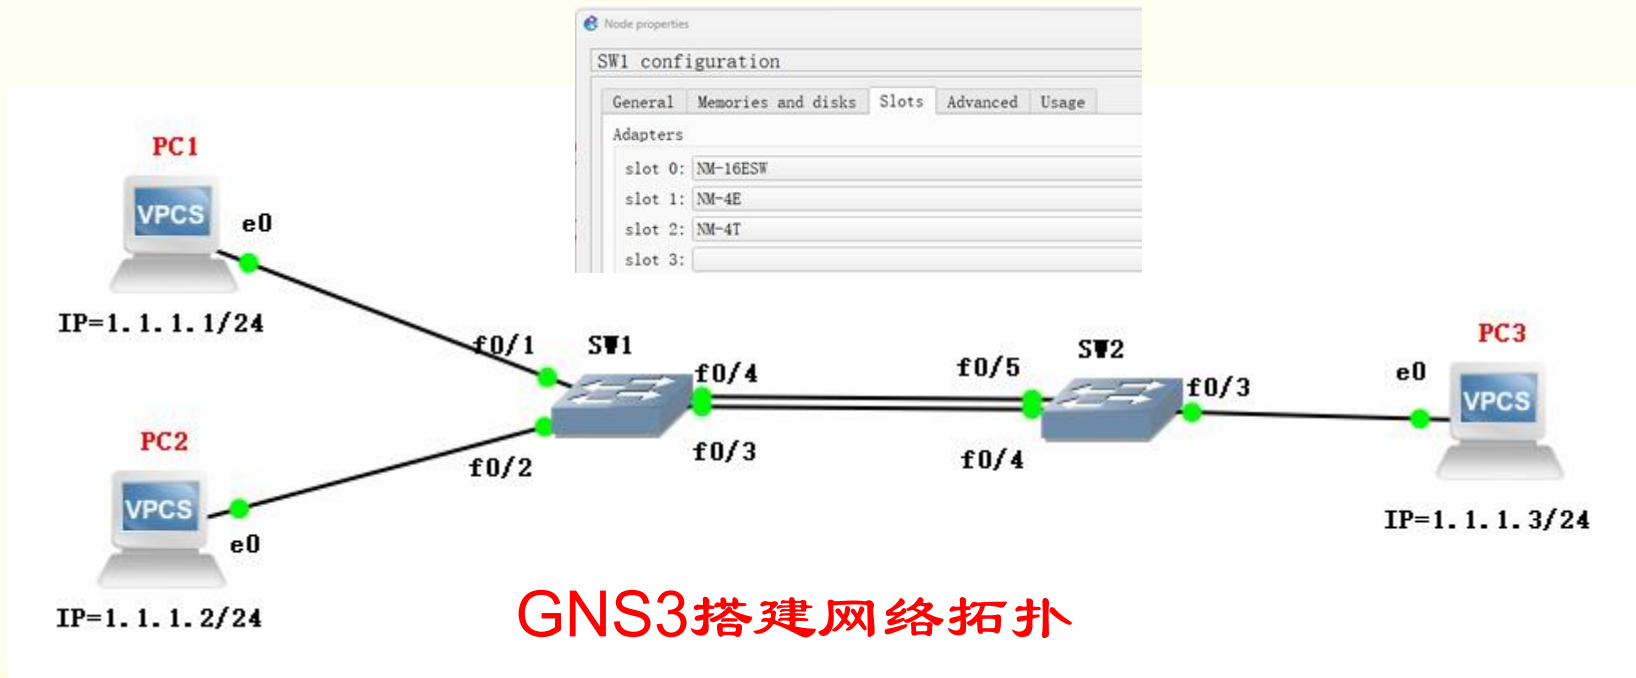 Node properties
SW1 configuration
General Memories and disks Slots Advanced Usage
Adapters
slot 0: NM-16ESW
slot 1: NM-4E
slot 2: NM-4T
slot 3:
PC1
VPCS
e0
IP=1.1.1.1/24
f0/1
SW1
f0/4
f0/5
SW2
f0/3
e0
PC3
VPCS
PC2
VPCS
f0/2
f0/3
f0/4
IP=1.1.1.3/24
e0
IP=1.1.1.2/24
GNS3搭建网络拓扑